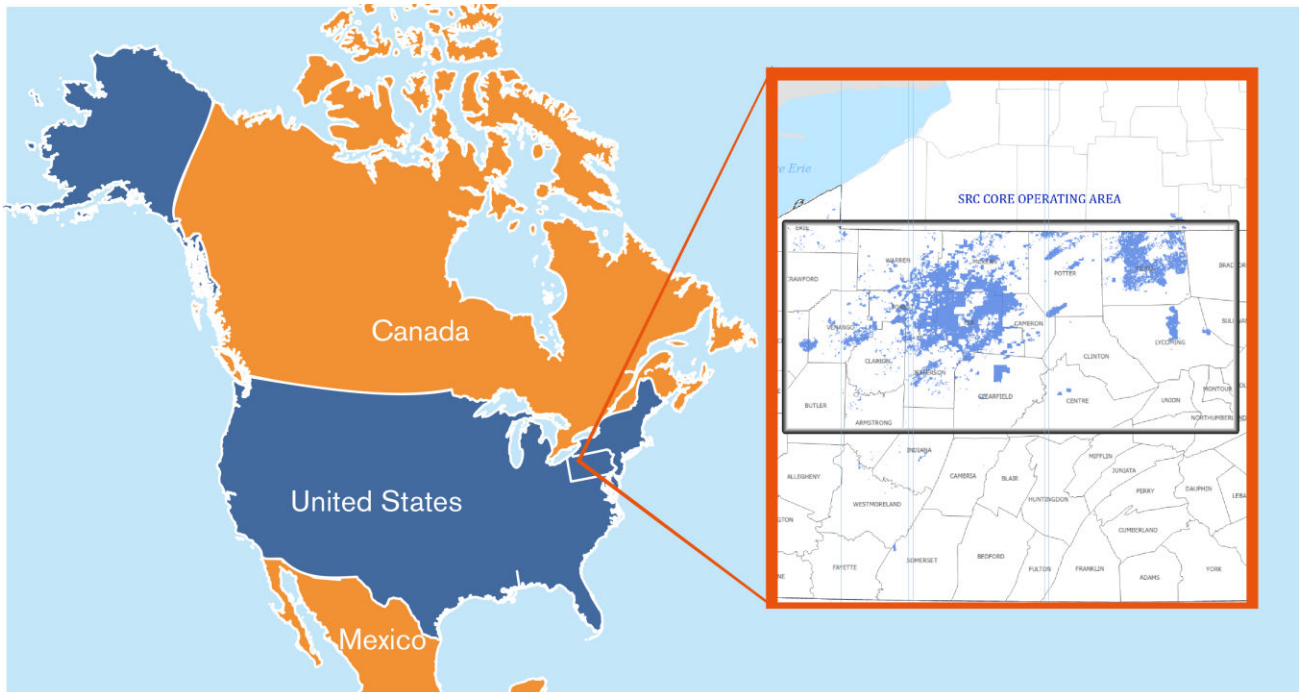 Canada
United States
Mexico
ke Erie
SRC CORE OPERATING AREA
ERIE
WARREN
CRAWFORD
POTTER
VENANGO
CAMERON
LYCOMING
CLARION
JEFFERSON
CLINTON
CLEARFIELD
CENTRE
UNION
MONTOUR
BUTLER
ARMSTRONG
NORTHUMBERLAND
INDIANA
MIFFLIN
JUNIATA
ALLEGHENY
CAMBRIA
BLAIR
HUNTINGDON
PERRY
DAUPHIN
LEBA
WESTMORELAND
CUMBERLAND
FAYETTE
SOMERSET
BEDFORD
FULTON
FRANKLIN
ADAMS
YORK